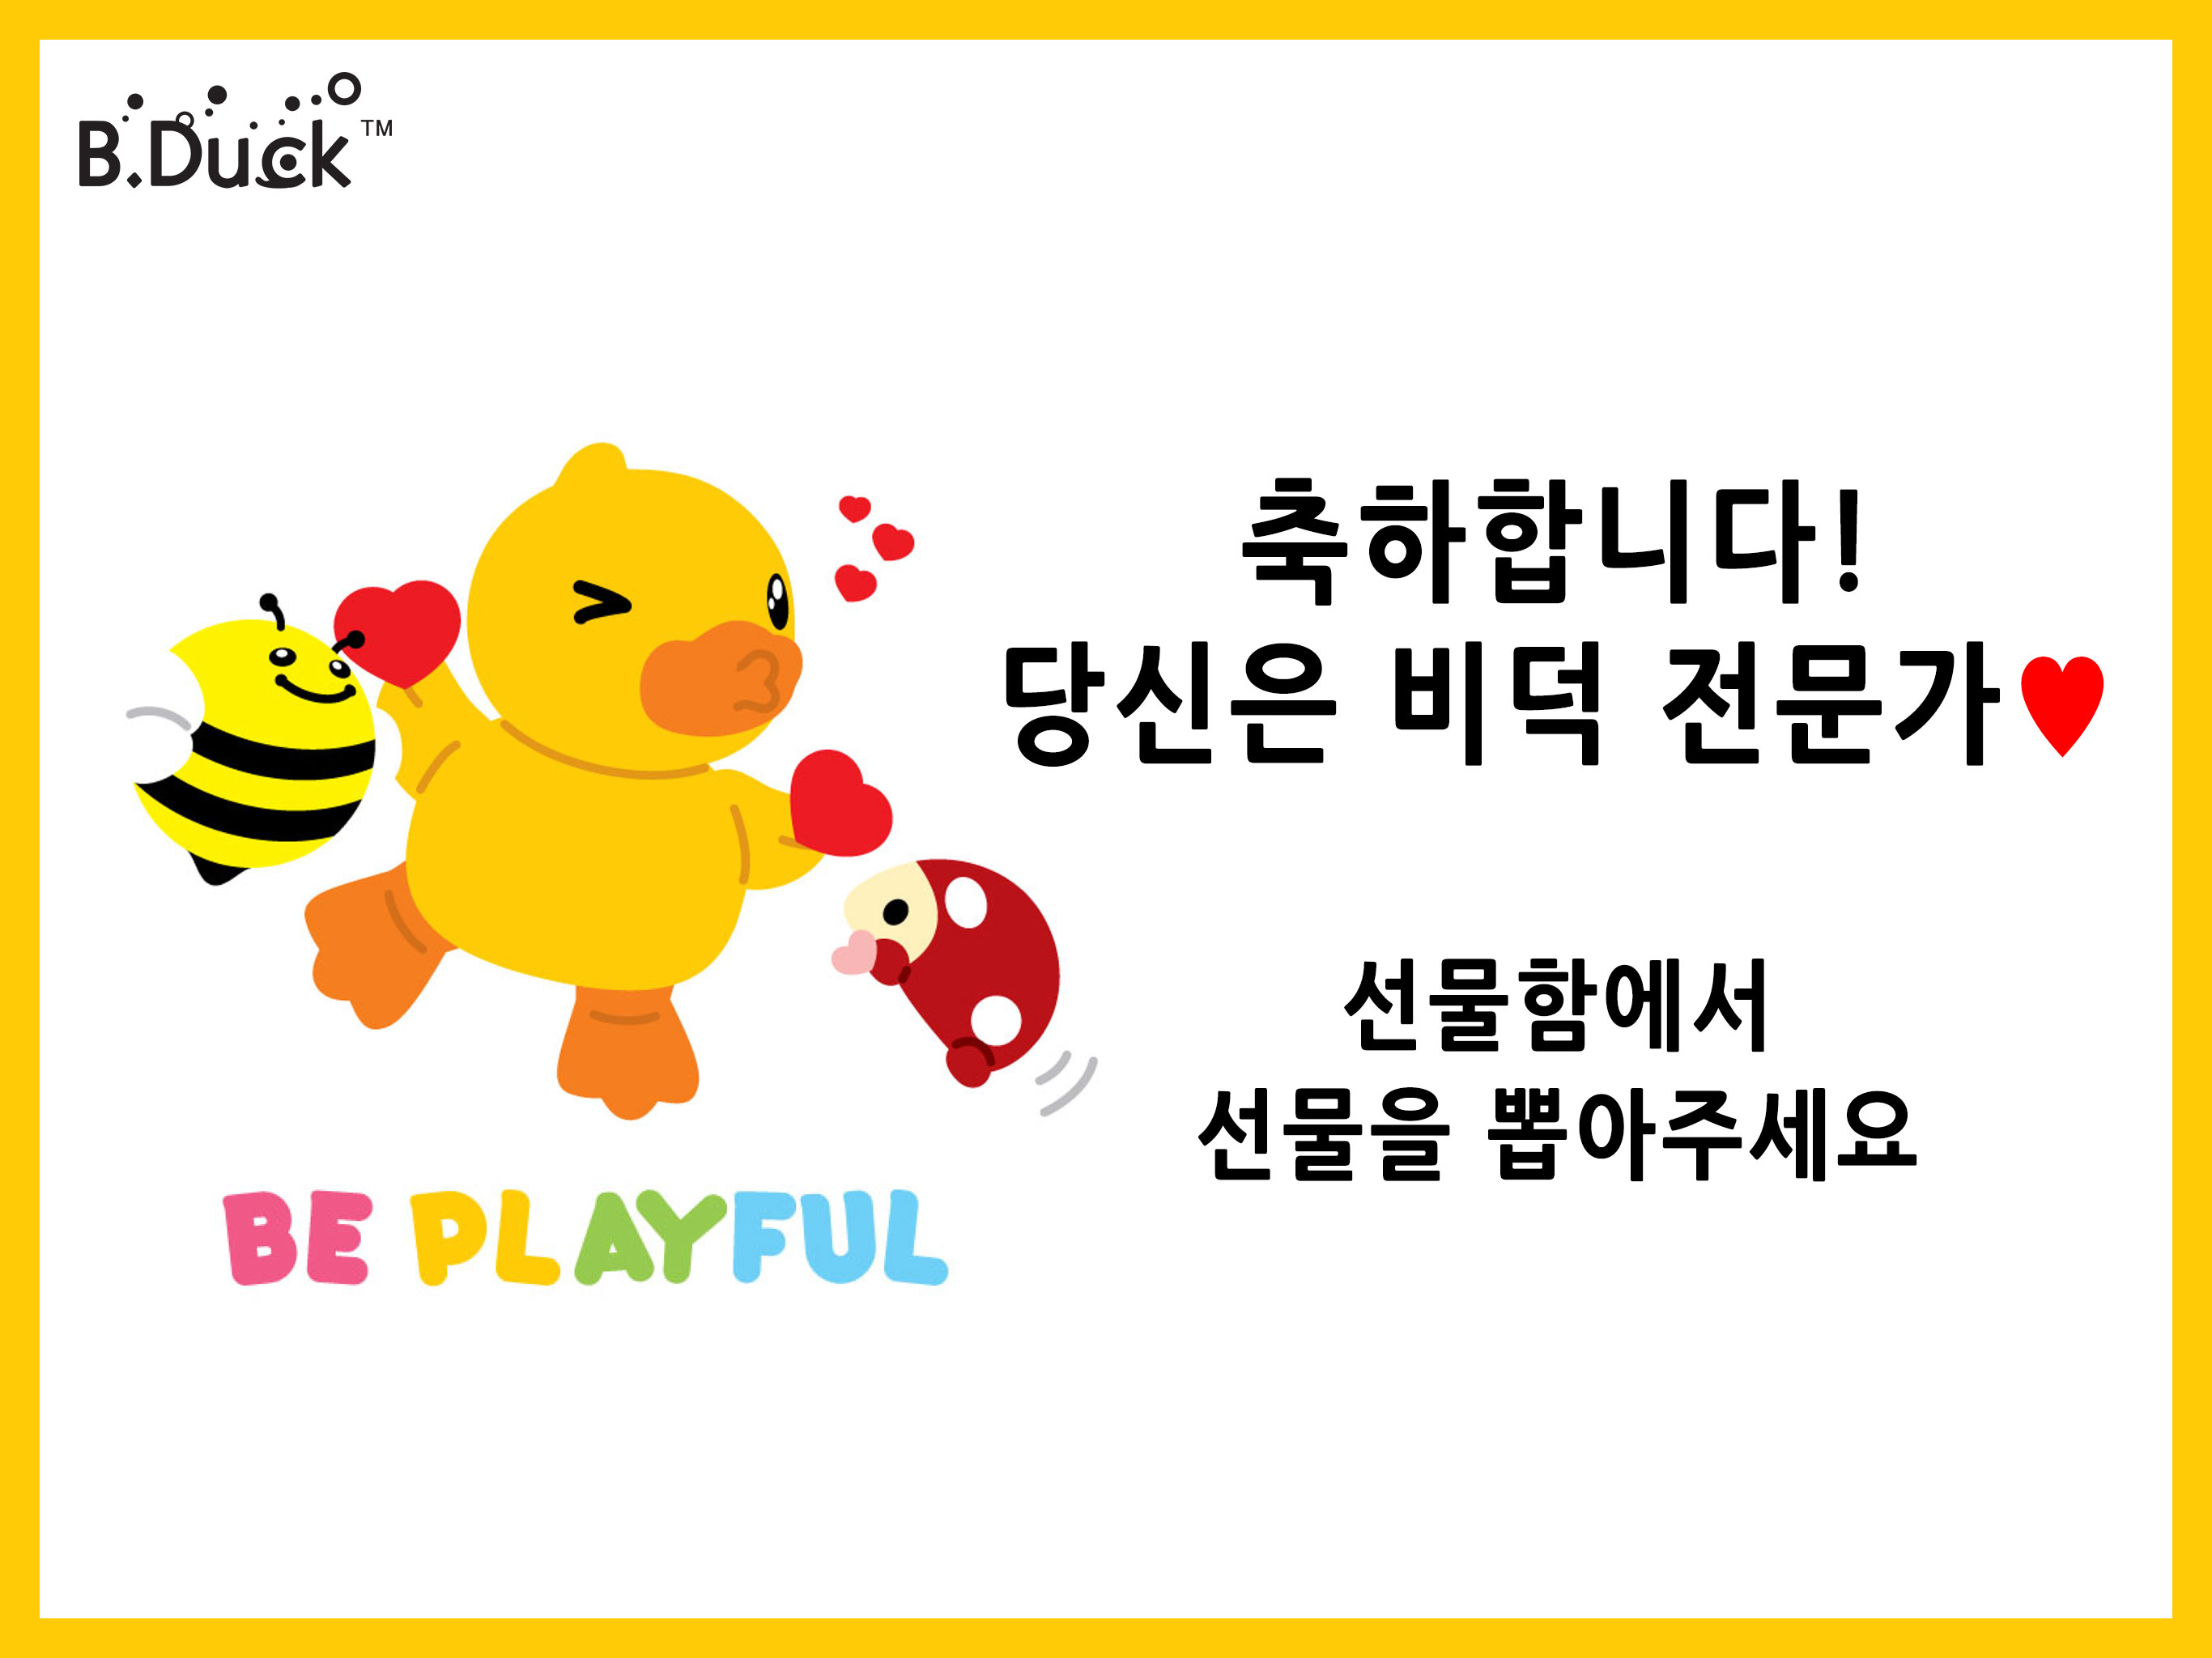 B.Duck™
축하합니다!
당신은 비덕 전문가♥
선물함에서
선물을 뽑아주세요
BE PLAYFUL